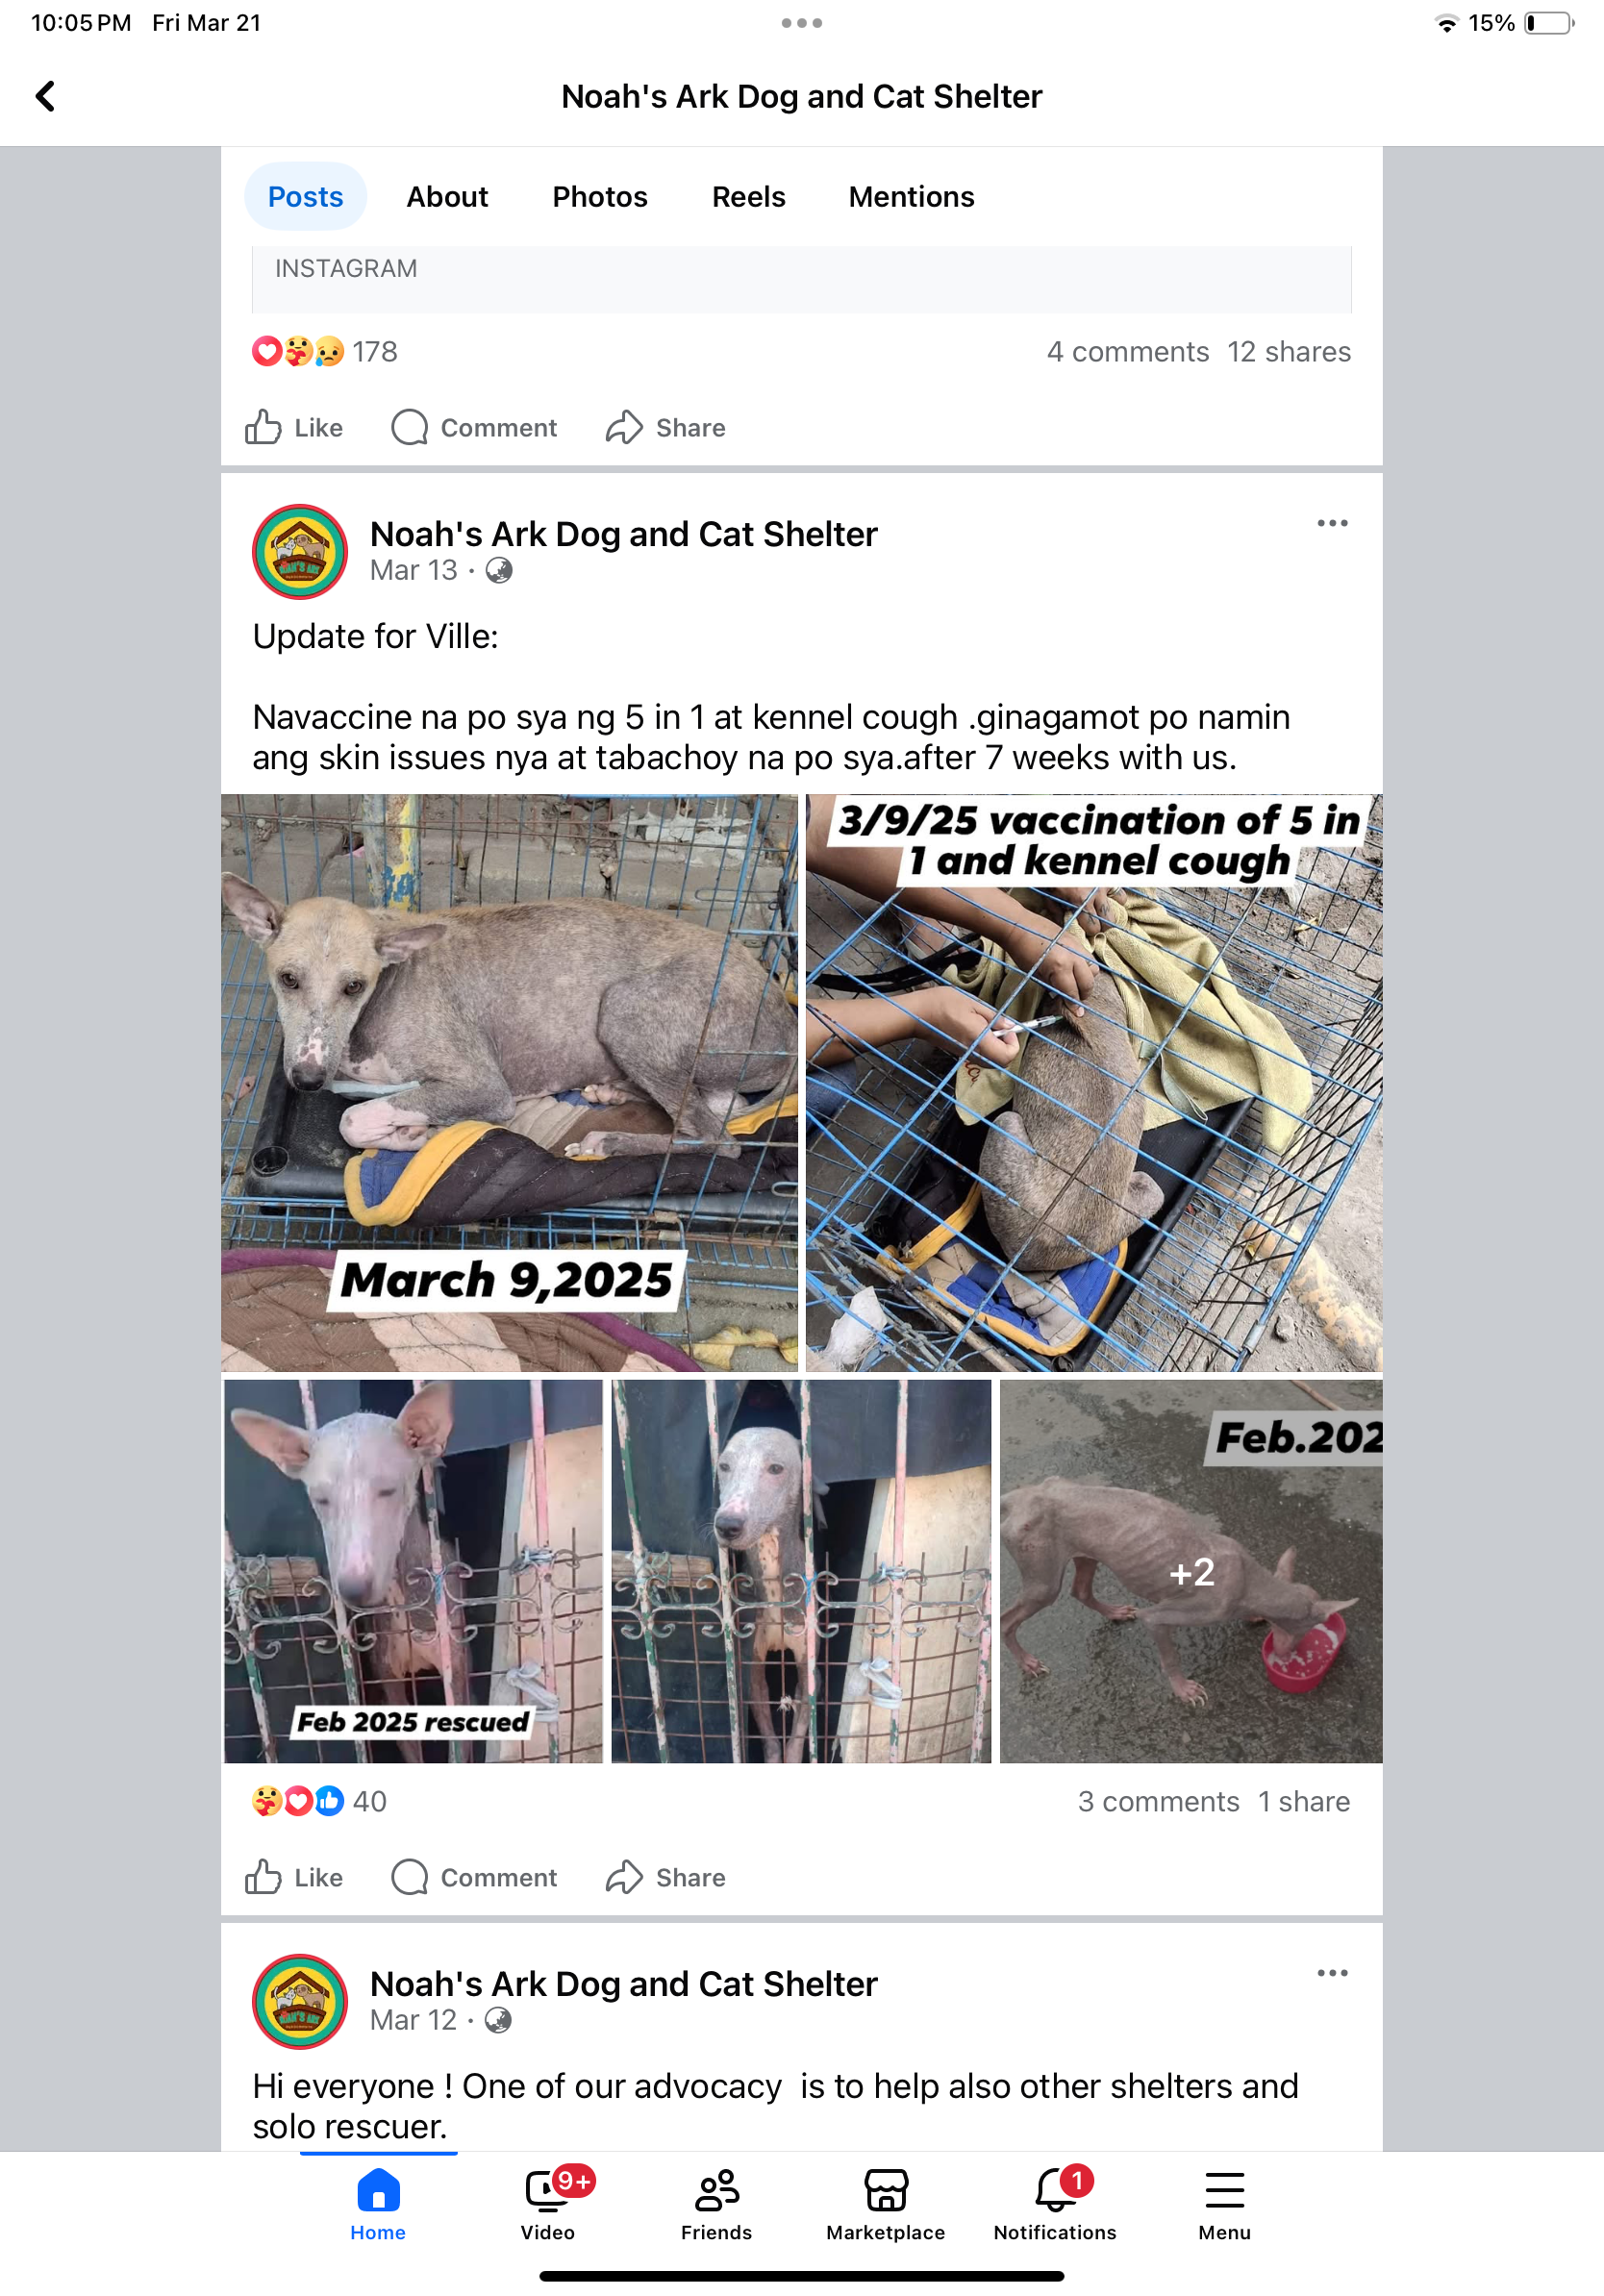 10:05 PM Fri Mar 21
15%
Noah's Ark Dog and Cat Shelter
Posts About Photos Reels Mentions
INSTAGRAM
178 4 comments 12 shares
Like Comment Share
Noah's Ark Dog and Cat Shelter
Mar 13 ·
Update for Ville:
Navaccine na po sya ng 5 in 1 at kennel cough .ginagamot po namin
ang skin issues nya at tabachoy na po sya.after 7 weeks with us.
March 9,2025
3/9/25 vaccination of 5 in
1 and kennel cough
Feb 2025 rescued
Feb.202
+2
40 3 comments 1 share
Like Comment Share
Noah's Ark Dog and Cat Shelter
Mar 12 ·
Hi everyone ! One of our advocacy  is to help also other shelters and
solo rescuer.
9+ 1
Home Video Friends Marketplace Notifications Menu